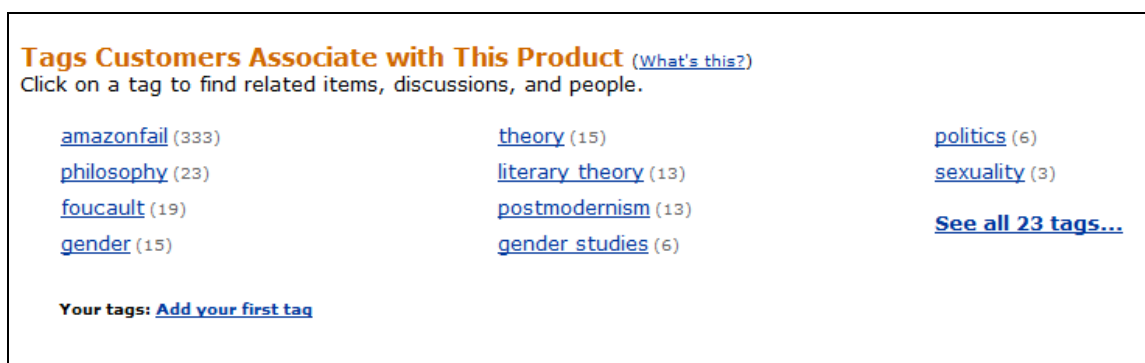 Tags Customers Associate with This Product (What's this?)
Click on a tag to find related items, discussions, and people.
amazonfail (333)
philosophy (23)
foucault (19)
gender (15)
theory (15)
literary theory (13)
postmodernism (13)
gender studies (6)
politics (6)
sexuality (3)
See all 23 tags...
Your tags: Add your first tag